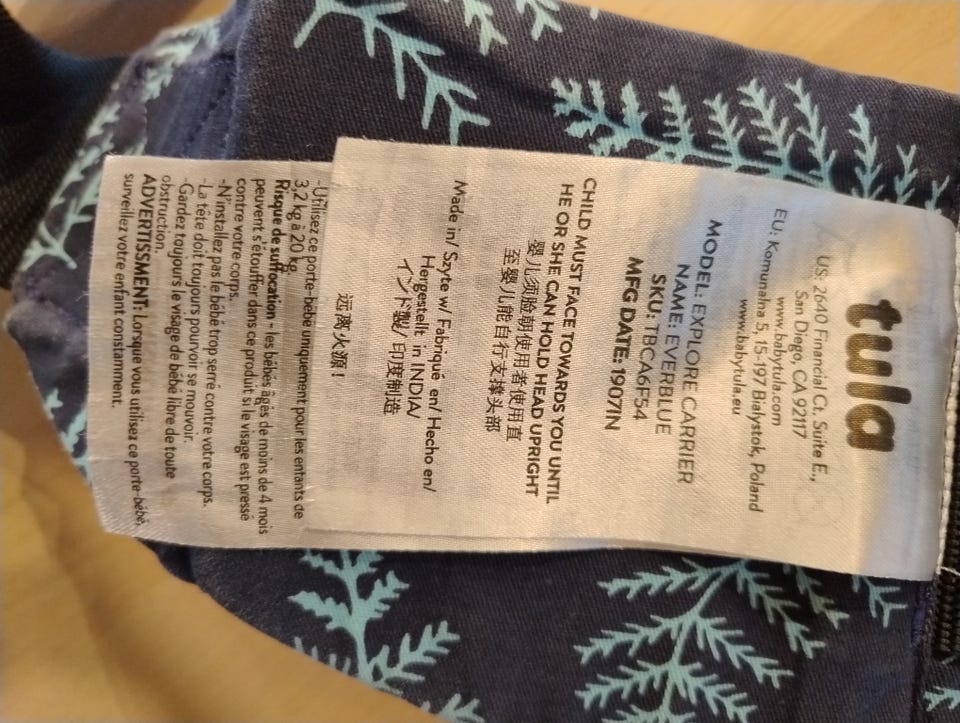 tula
US: 2640 Financial Ct. Suite E.,
San Diego, CA 92117
www.babytula.com
EU: Komunalna 5, 15-197 Białystok, Poland
www.babytula.eu
MODEL: EXPLORE CARRIER
NAME: EVERBLUE
SKU: TBCA6F54
MFG DATE: 1907IN
CHILD MUST FACE TOWARDS YOU UNTIL
HE OR SHE CAN HOLD HEAD UPRIGHT
婴儿须脸朝使用者使用直
至婴儿能自行支撑头部
Made in/ Szyte w/ Fabriqué en/ Hecho en/
Hergestellt in INDIA/
インド製/ 印度制造
远离火源!
-Utilisez ce porte-bébé uniquement pour les enfants de
3,2 kg à 20 kg.
Risque de suffocation - les bébés âgés de moins de 4 mois
peuvent s'étouffer dans ce produit si le visage est pressé
contre votre corps.
-N'installez pas le bébé trop serré contre votre corps.
-La tête doit toujours pourvoir se mouvoir.
-Gardez toujours le visage de bébé libre de toute
obstruction.
ADVERTISSMENT: Lorsque vous utilisez ce porte-bébé,
surveillez votre enfant constamment.